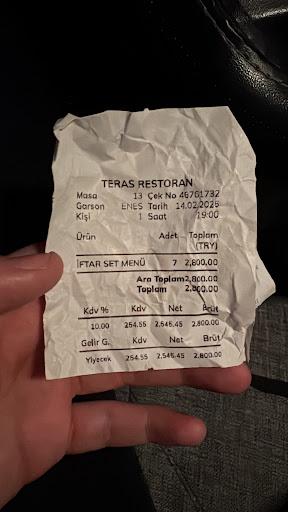 TERAS RESTORAN
Masa 13 Çek No 46761732
Garson ENES Tarih 14.02.2026
Kişi 1 Saat 19:00
Ürün Adet Toplam
(TRY)
İFTAR SET MENÜ 7 2,800.00
Ara Toplam 2,800.00
Toplam 2,800.00
Kdv % Kdv Net Brüt
10.00 254.55 2,545.45 2,800.00
Gelir G. Kdv Net Brüt
Yiyecek 254.55 2,545.45 2,800.00